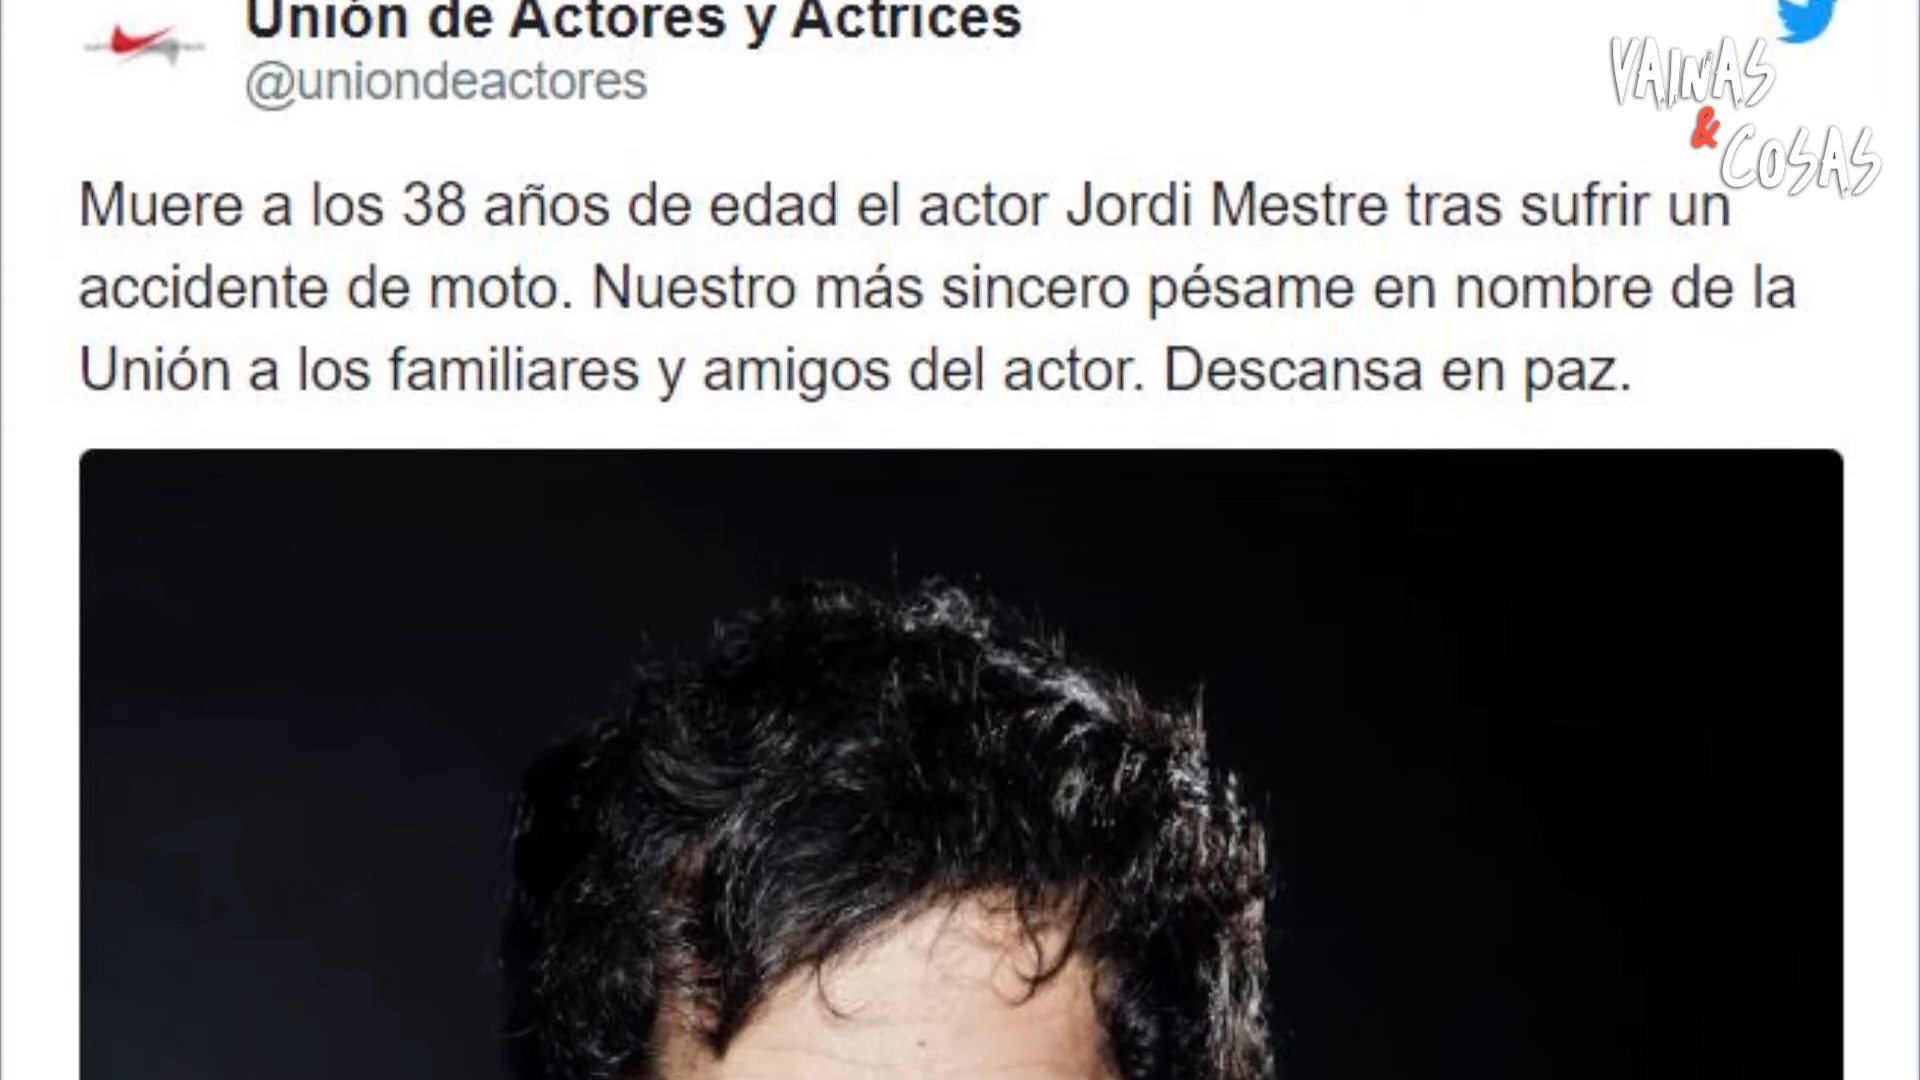 Unión de Actores y Actrices
@uniondeactores
VAINAS
&
COSAS
Muere a los 38 años de edad el actor Jordi Mestre tras sufrir un
accidente de moto. Nuestro más sincero pésame en nombre de la
Unión a los familiares y amigos del actor. Descansa en paz.